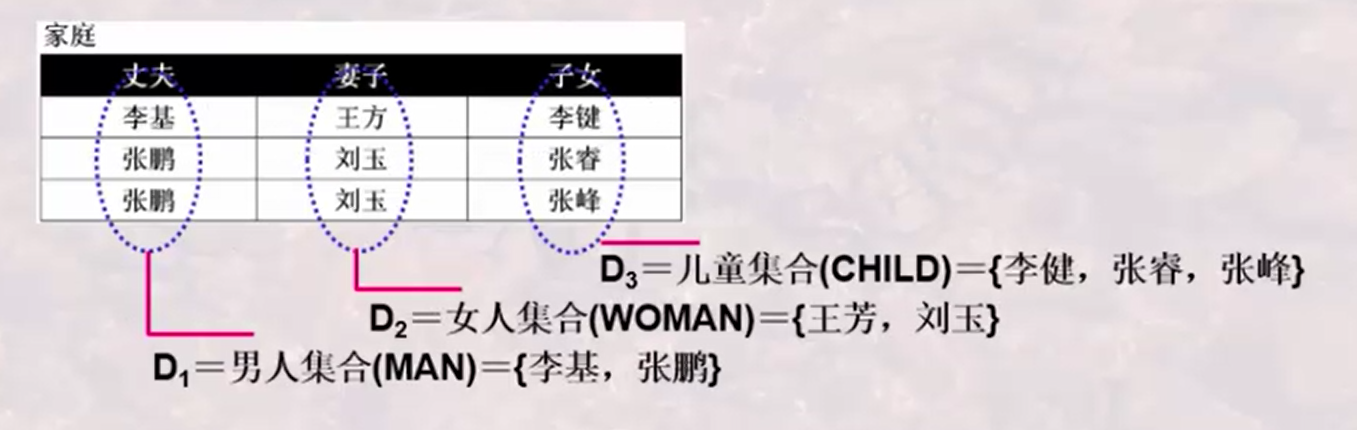 家庭
丈夫 妻子 子女
李基 王方 李键
张鹏 刘玉 张睿
张鹏 刘玉 张峰
D₃＝儿童集合(CHILD)＝{李健，张睿，张峰}
D₂＝女人集合(WOMAN)＝{王芳，刘玉}
D₁＝男人集合(MAN)＝{李基，张鹏}